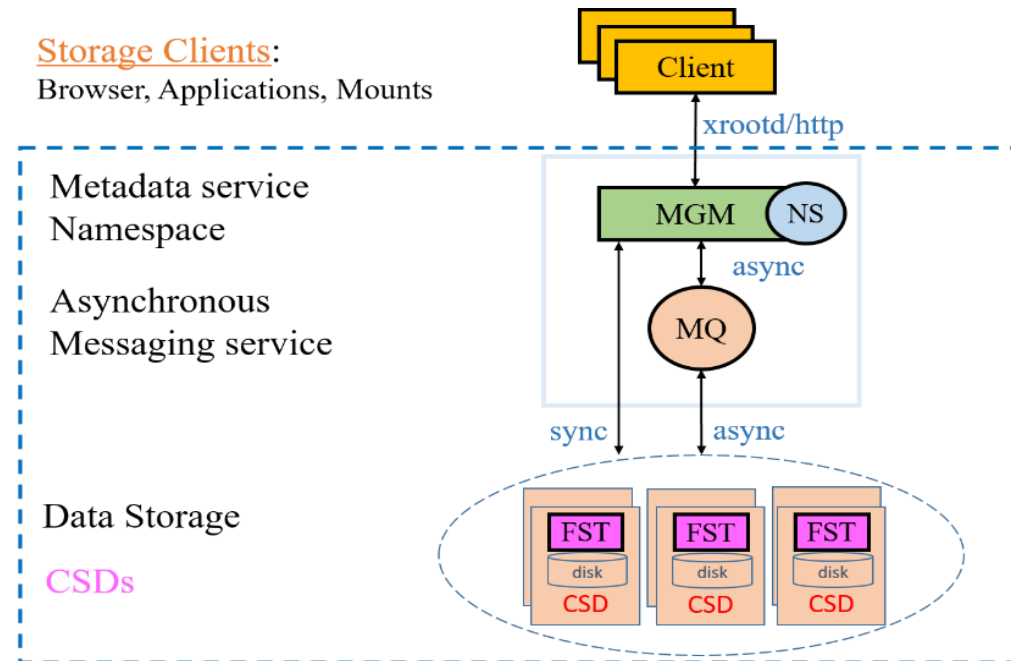 Storage Clients:
Browser, Applications, Mounts
Client
xrootd/http
Metadata service
Namespace
MGM
NS
async
Asynchronous
Messaging service
MQ
sync
async
Data Storage
CSDs
FST
disk
CSD
FST
disk
CSD
FST
disk
CSD